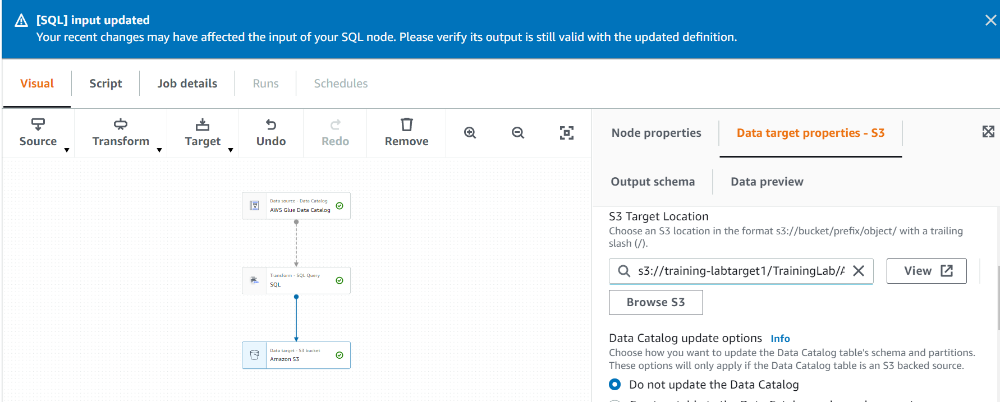 [SQL] input updated
Your recent changes may have affected the input of your SQL node. Please verify its output is still valid with the updated definition.
Visual
Script
Job details
Runs
Schedules
Source
Transform
Target
Undo
Redo
Remove
Node properties
Data target properties - S3
Output schema
Data preview
Data source - Data Catalog
AWS Glue Data Catalog
Transform - SQL Query
SQL
Data target - S3 bucket
Amazon S3
S3 Target Location
Choose an S3 location in the format s3://bucket/prefix/object/ with a trailing
slash (/).
s3://training-labtarget1/TrainingLab/
View
Browse S3
Data Catalog update options Info
Choose how you want to update the Data Catalog table's schema and partitions.
These options will only apply if the Data Catalog table is an S3 backed source.
Do not update the Data Catalog